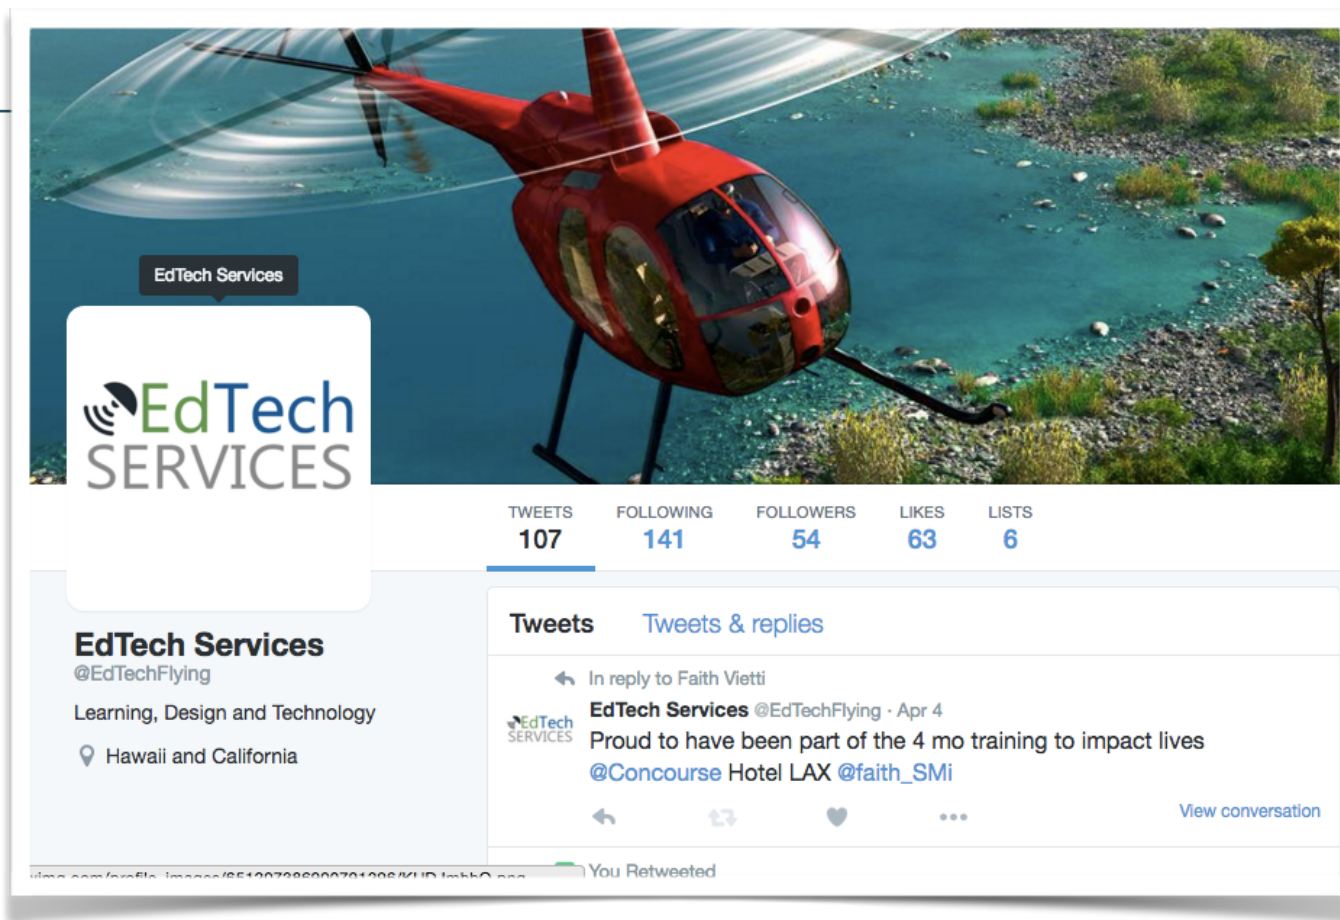 EdTech Services
EdTech
SERVICES
TWEETS FOLLOWING FOLLOWERS LIKES LISTS
107 141 54 63 6
EdTech Services
@EdTechFlying
Learning, Design and Technology
Hawaii and California
Tweets Tweets & replies
In reply to Faith Vietti
EdTech
SERVICES
EdTech Services @EdTechFlying · Apr 4
Proud to have been part of the 4 mo training to impact lives
@Concourse Hotel LAX @faith_SMi
View conversation
You Retweeted